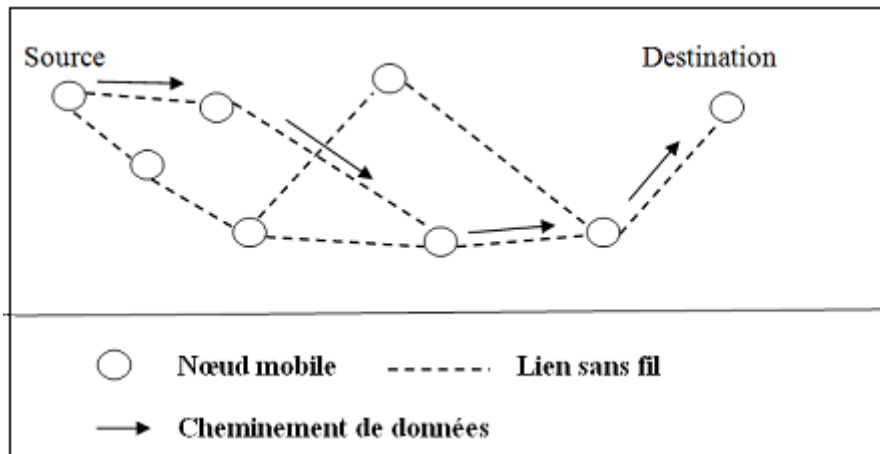 Source
Destination
Nœud mobile
Lien sans fil
Cheminement de données